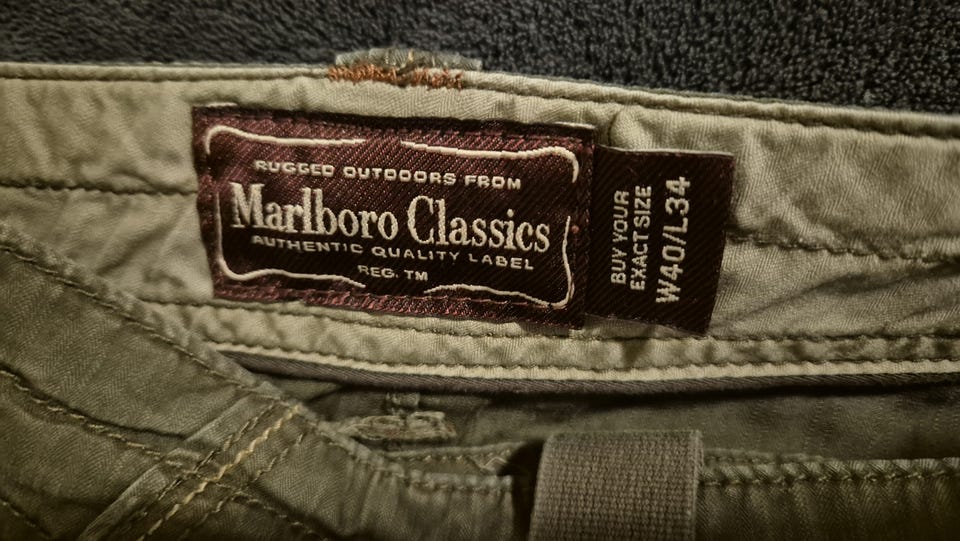 RUGGED OUTDOORS FROM
Marlboro Classics
AUTHENTIC QUALITY LABEL
REG. TM
BUY YOUR
EXACT SIZE
W40/L34